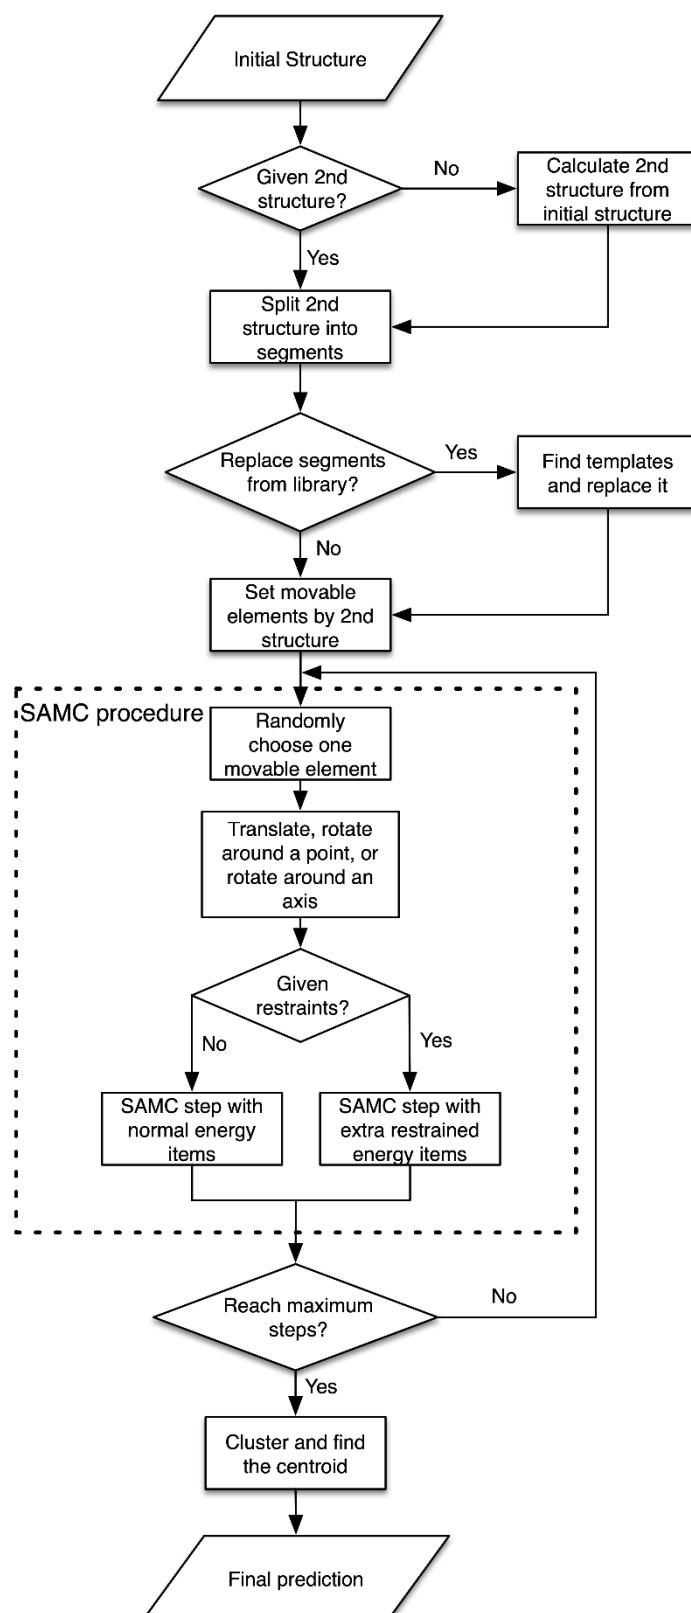 Initial Structure
Given 2nd
structure?
No
Calculate 2nd
structure from
initial structure
Yes
Split 2nd
structure into
segments
Replace segments
from library?
Yes
Find templates
and replace it
No
Set movable
elements by 2nd
structure
SAMC procedure
Randomly
choose one
movable element
Translate, rotate
around a point, or
rotate around an
axis
Given
restraints?
No
Yes
SAMC step with
normal energy
items
SAMC step with
extra restrained
energy items
Reach maximum
steps?
No
Yes
Cluster and find
the centroid
Final prediction